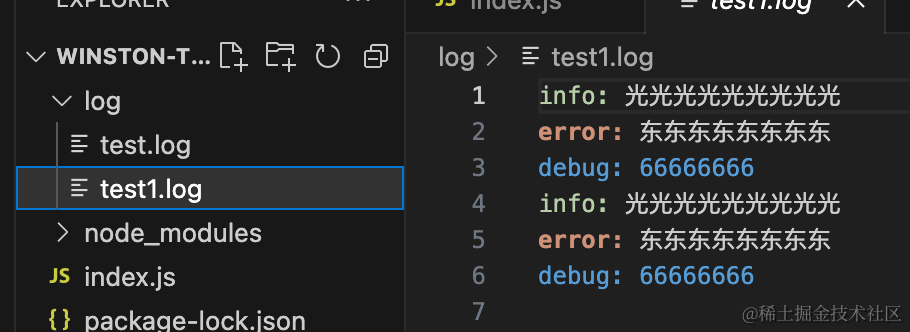 EXPLORER
WINSTON-T...
log
test.log
test1.log
node_modules
JS index.js
{} package-lock.json
JS index.js
test1.log
log > test1.log
1 info: 光光光光光光光光光
2 error: 东东东东东东东东
3 debug: 66666666
4 info: 光光光光光光光光光
5 error: 东东东东东东东东
6 debug: 66666666
7
@稀土掘金技术社区